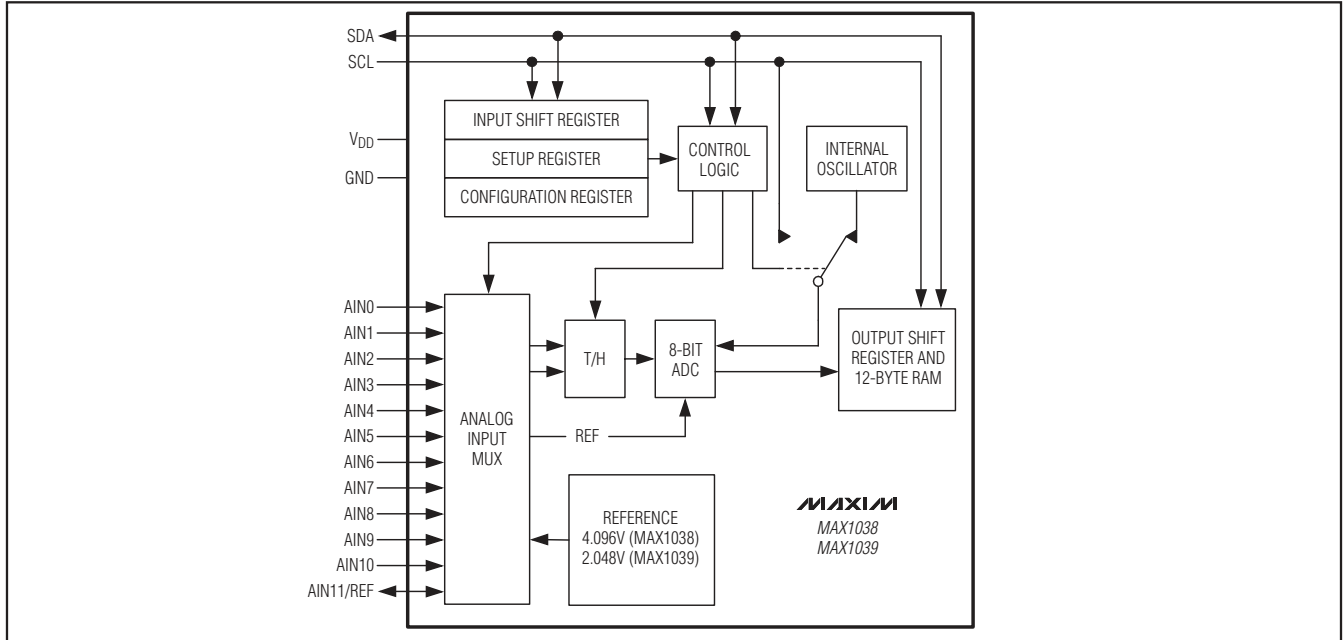 SDA
SCL
VDD
GND
INPUT SHIFT REGISTER
SETUP REGISTER
CONFIGURATION REGISTER
CONTROL
LOGIC
INTERNAL
OSCILLATOR
AIN0
AIN1
AIN2
AIN3
AIN4
AIN5
AIN6
AIN7
AIN8
AIN9
AIN10
AIN11/REF
ANALOG
INPUT
MUX
T/H
8-BIT
ADC
REF
OUTPUT SHIFT
REGISTER AND
12-BYTE RAM
REFERENCE
4.096V (MAX1038)
2.048V (MAX1039)
MAXIM
MAX1038
MAX1039